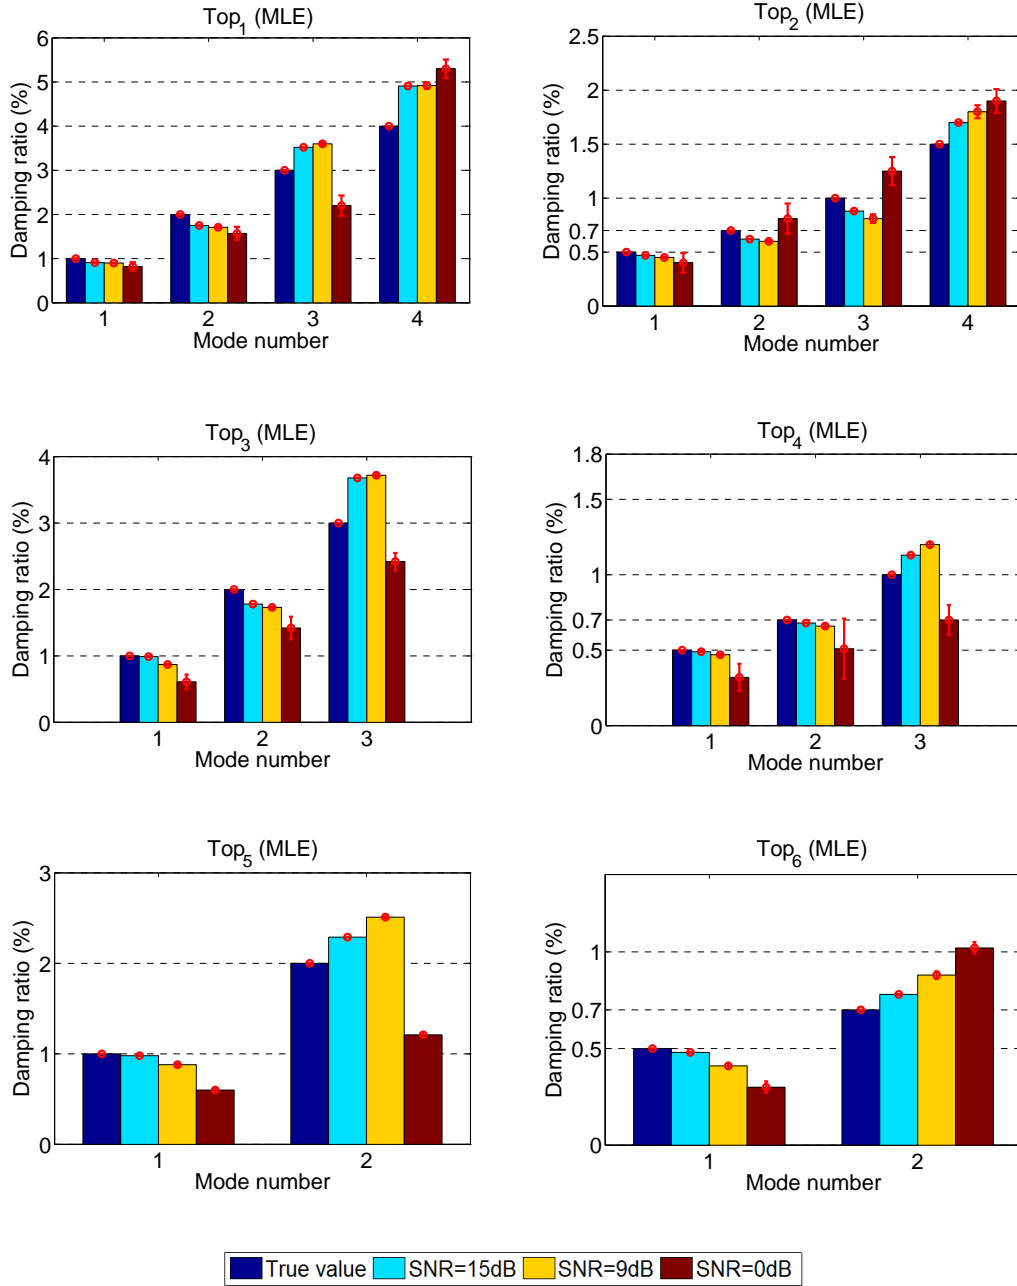 Top1 (MLE)
Damping ratio (%)
6
5
4
3
2
1
0
1 2 3 4
Mode number
Top2 (MLE)
Damping ratio (%)
2.5
2
1.5
1
0.7
0.5
0
1 2 3 4
Mode number
Top3 (MLE)
Damping ratio (%)
4
3
2
1
0
1 2 3
Mode number
Top4 (MLE)
Damping ratio (%)
1.8
1.5
1
0.7
0.5
0
1 2 3
Mode number
Top5 (MLE)
Damping ratio (%)
3
2
1
0
1 2
Mode number
Top6 (MLE)
Damping ratio (%)
1
0.7
0.5
0
1 2
Mode number
True value SNR=15dB SNR=9dB SNR=0dB